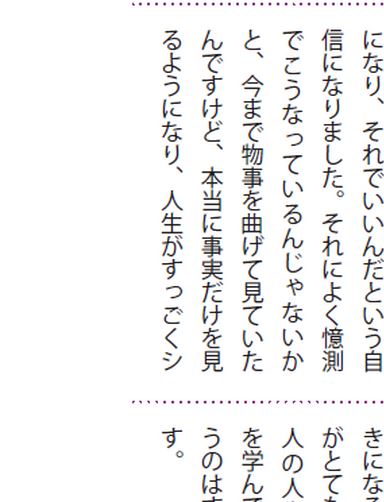 になり、それでいいんだという自
信になりました。それによく憶測
でこうなっているんじゃないか
と、今まで物事を曲げて見ていた
んですけど、本当に事実だけを見
るようになり、人生がすっごくシ
きになる
がとても
人の人
を学んで
うのはす
す。